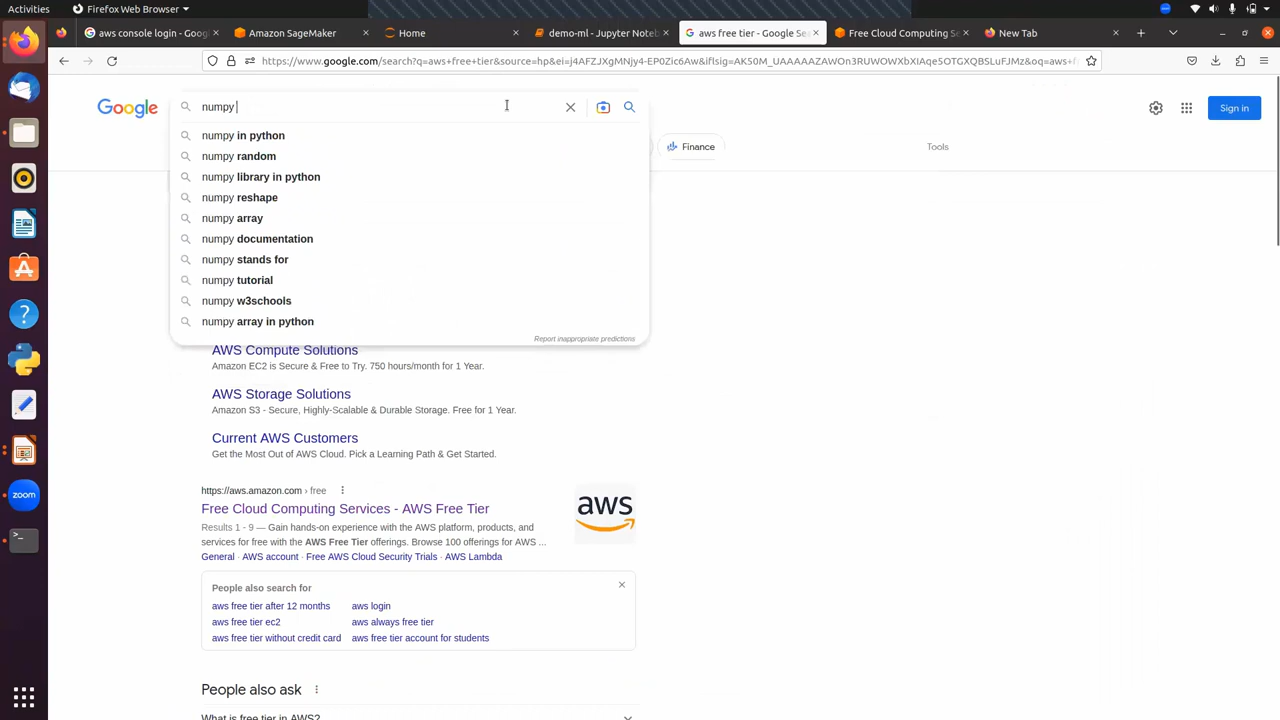 Activities
Firefox Web Browser
aws console login - Googl
Amazon SageMaker
Home
demo-ml - Jupyter Noteb
aws free tier - Google Sea
Free Cloud Computing Se
New Tab
https://www.google.com/search?q=aws+free+tier&source=hp&ei=j4AFZJXgMNjy4-EP0Zic6Aw&iflsig=AK50M_UAAAAAZAWOn3RUWOWXbXIAqe5OTGXQBSLuFJMz&oq=aws+f
Google
numpy
Sign in
numpy in python
numpy random
numpy library in python
numpy reshape
numpy array
numpy documentation
numpy stands for
numpy tutorial
numpy w3schools
numpy array in python
Report inappropriate predictions
Finance
Tools
AWS Compute Solutions
Amazon EC2 is Secure & Free to Try. 750 hours/month for 1 Year.
AWS Storage Solutions
Amazon S3 - Secure, Highly-Scalable & Durable Storage. Free for 1 Year.
Current AWS Customers
Get the Most Out of AWS Cloud. Pick a Learning Path & Get Started.
https://aws.amazon.com › free
Free Cloud Computing Services - AWS Free Tier
Results 1 - 9 — Gain hands-on experience with the AWS platform, products, and
services for free with the AWS Free Tier offerings. Browse 100 offerings for AWS ...
General · AWS account · Free AWS Cloud Security Trials · AWS Lambda
aws
People also search for
aws free tier after 12 months
aws login
aws free tier ec2
aws always free tier
aws free tier without credit card
aws free tier account for students
People also ask
What is free tier in AWS?
zoom